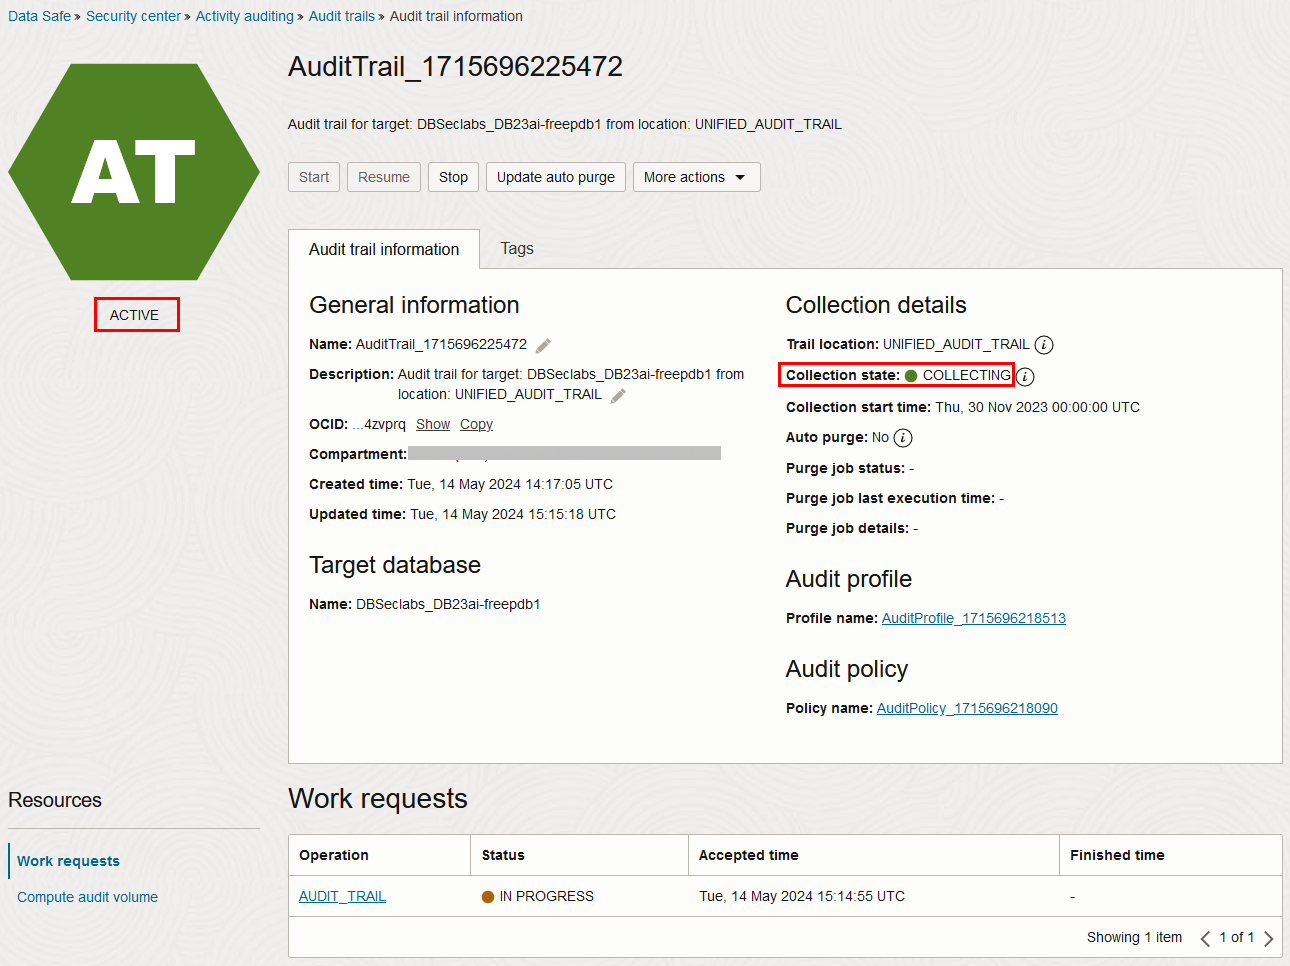 Data Safe » Security center » Activity auditing » Audit trails » Audit trail information
AT
ACTIVE
AuditTrail_1715696225472
Audit trail for target: DBSeclabs_DB23ai-freepdb1 from location: UNIFIED_AUDIT_TRAIL
Start Resume Stop Update auto purge More actions
Audit trail information Tags
General information
Name: AuditTrail_1715696225472
Description: Audit trail for target: DBSeclabs_DB23ai-freepdb1 from
location: UNIFIED_AUDIT_TRAIL
OCID: ...4zvprq Show Copy
Compartment:
Created time: Tue, 14 May 2024 14:17:05 UTC
Updated time: Tue, 14 May 2024 15:15:18 UTC
Target database
Name: DBSeclabs_DB23ai-freepdb1
Collection details
Trail location: UNIFIED_AUDIT_TRAIL i
Collection state: COLLECTING i
Collection start time: Thu, 30 Nov 2023 00:00:00 UTC
Auto purge: No i
Purge job status: -
Purge job last execution time: -
Purge job details: -
Audit profile
Profile name: AuditProfile_1715696218513
Audit policy
Policy name: AuditPolicy_1715696218090
Resources
Work requests
Compute audit volume
Work requests
Operation Status Accepted time Finished time
AUDIT_TRAIL IN PROGRESS Tue, 14 May 2024 15:14:55 UTC -
Showing 1 item 1 of 1